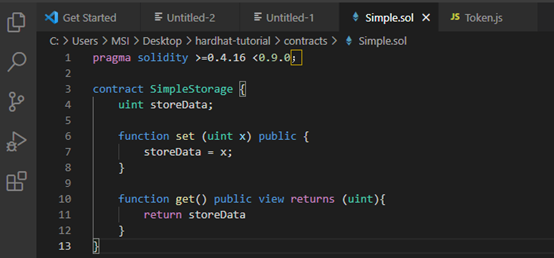 Get Started Untitled-2 Untitled-1 Simple.sol JS Token.js
C: > Users > MSI > Desktop > hardhat-tutorial > contracts > Simple.sol
1 pragma solidity >=0.4.16 <0.9.0;
2
3 contract SimpleStorage {
4     uint storeData;
5
6     function set (uint x) public {
7         storeData = x;
8     }
9
10     function get() public view returns (uint){
11         return storeData
12     }
13 }